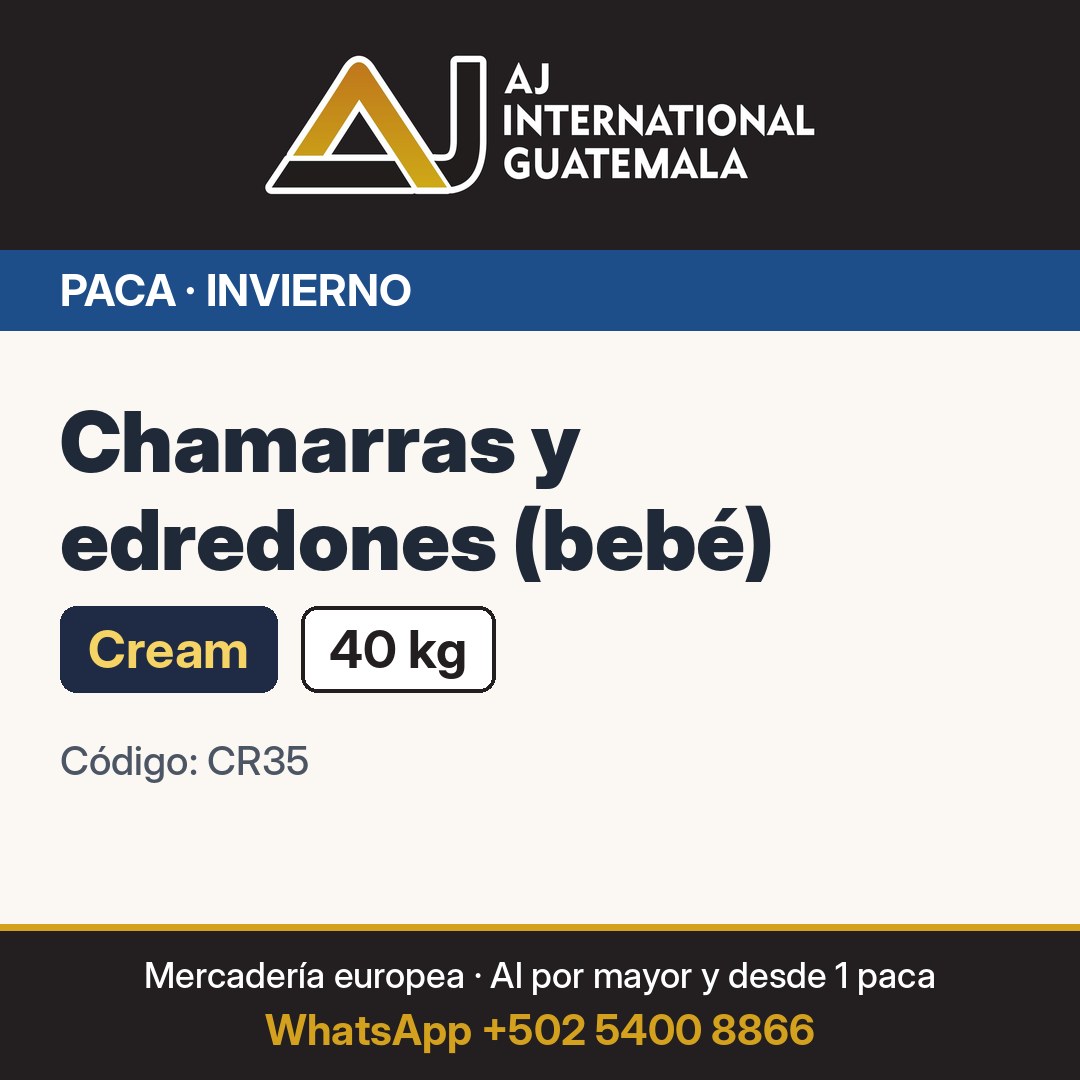 AJ
INTERNATIONAL
GUATEMALA
PACA · INVIERNO
Chamarras y
edredones (bebé)
Cream
40 kg
Código: CR35
Mercadería europea · Al por mayor y desde 1 paca
WhatsApp +502 5400 8866